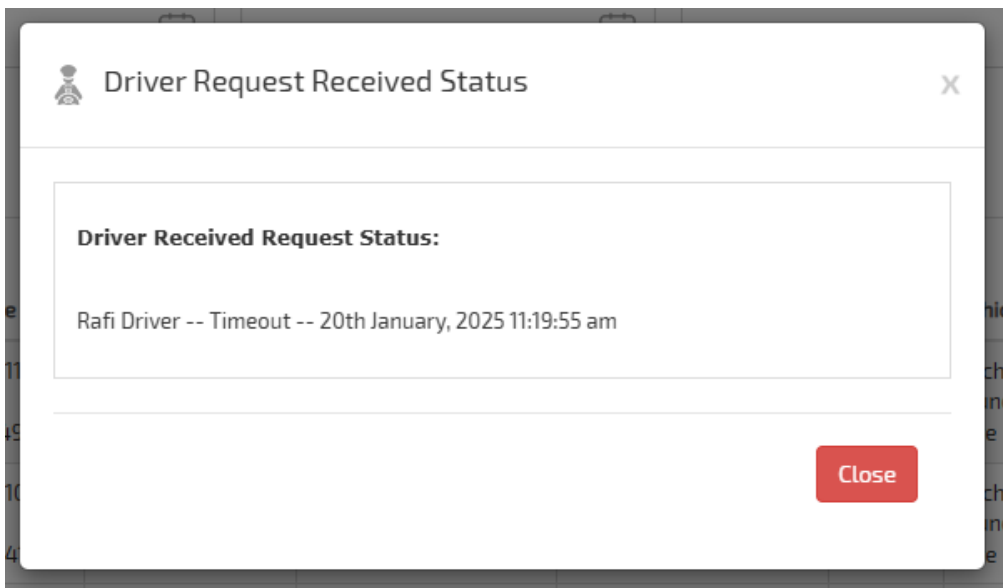 Driver Request Received Status
x
Driver Received Request Status:
Rafi Driver -- Timeout -- 20th January, 2025 11:19:55 am
Close